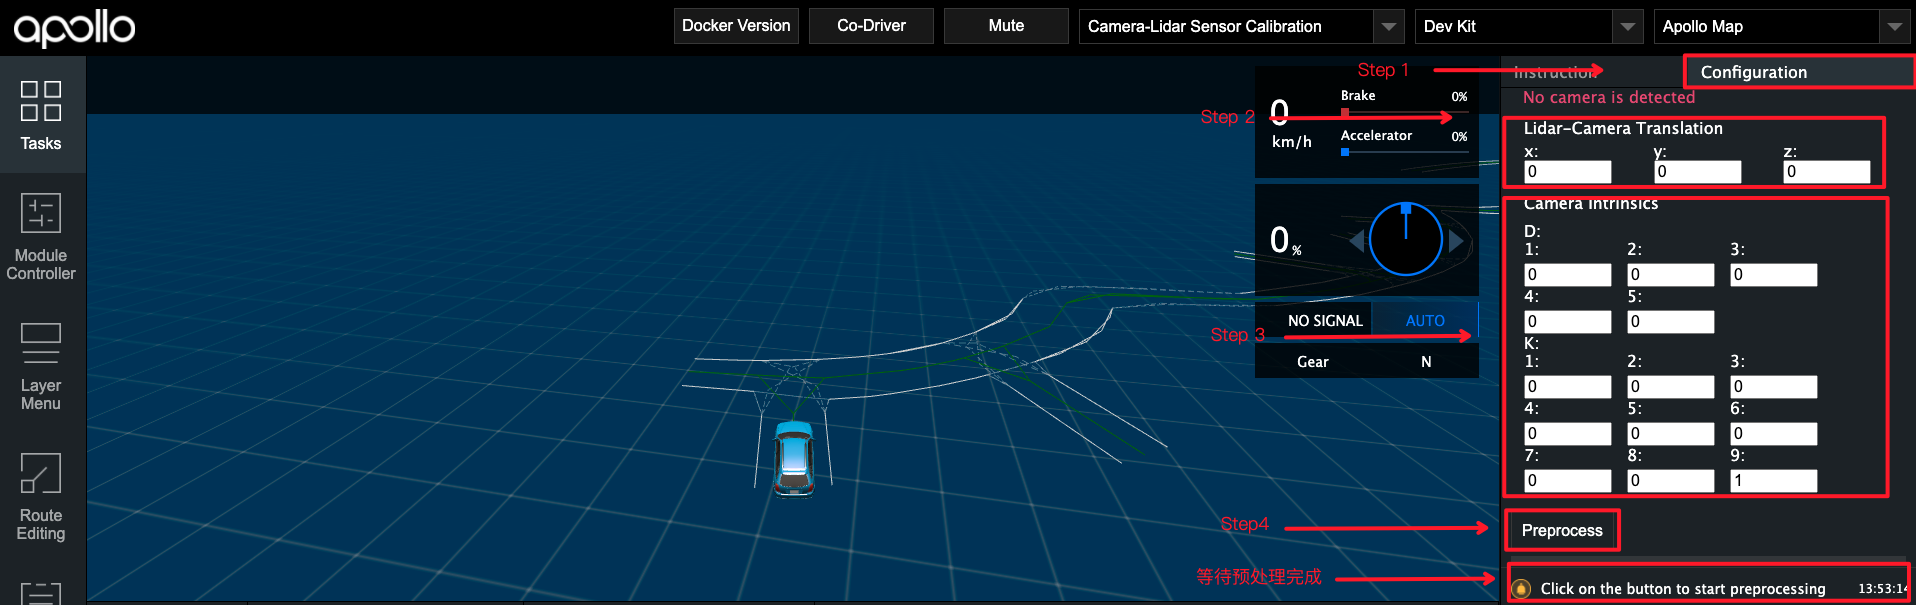 apollo
Docker Version
Co-Driver
Mute
Camera-Lidar Sensor Calibration
Dev Kit
Apollo Map
Tasks
Module
Controller
Layer
Menu
Route
Editing
Step 1
Step 2
Step 3
Step4
等待预处理完成
0
km/h
Brake 0%
Accelerator 0%
0 %
NO SIGNAL AUTO
Gear N
Instruction
Configuration
No camera is detected
Lidar-Camera Translation
x: y: z:
0 0 0
Camera Intrinsics
D:
1: 2: 3:
0 0 0
4: 5:
0 0
K:
1: 2: 3:
0 0 0
4: 5: 6:
0 0 0
7: 8: 9:
0 0 1
Preprocess
Click on the button to start preprocessing 13:53:14